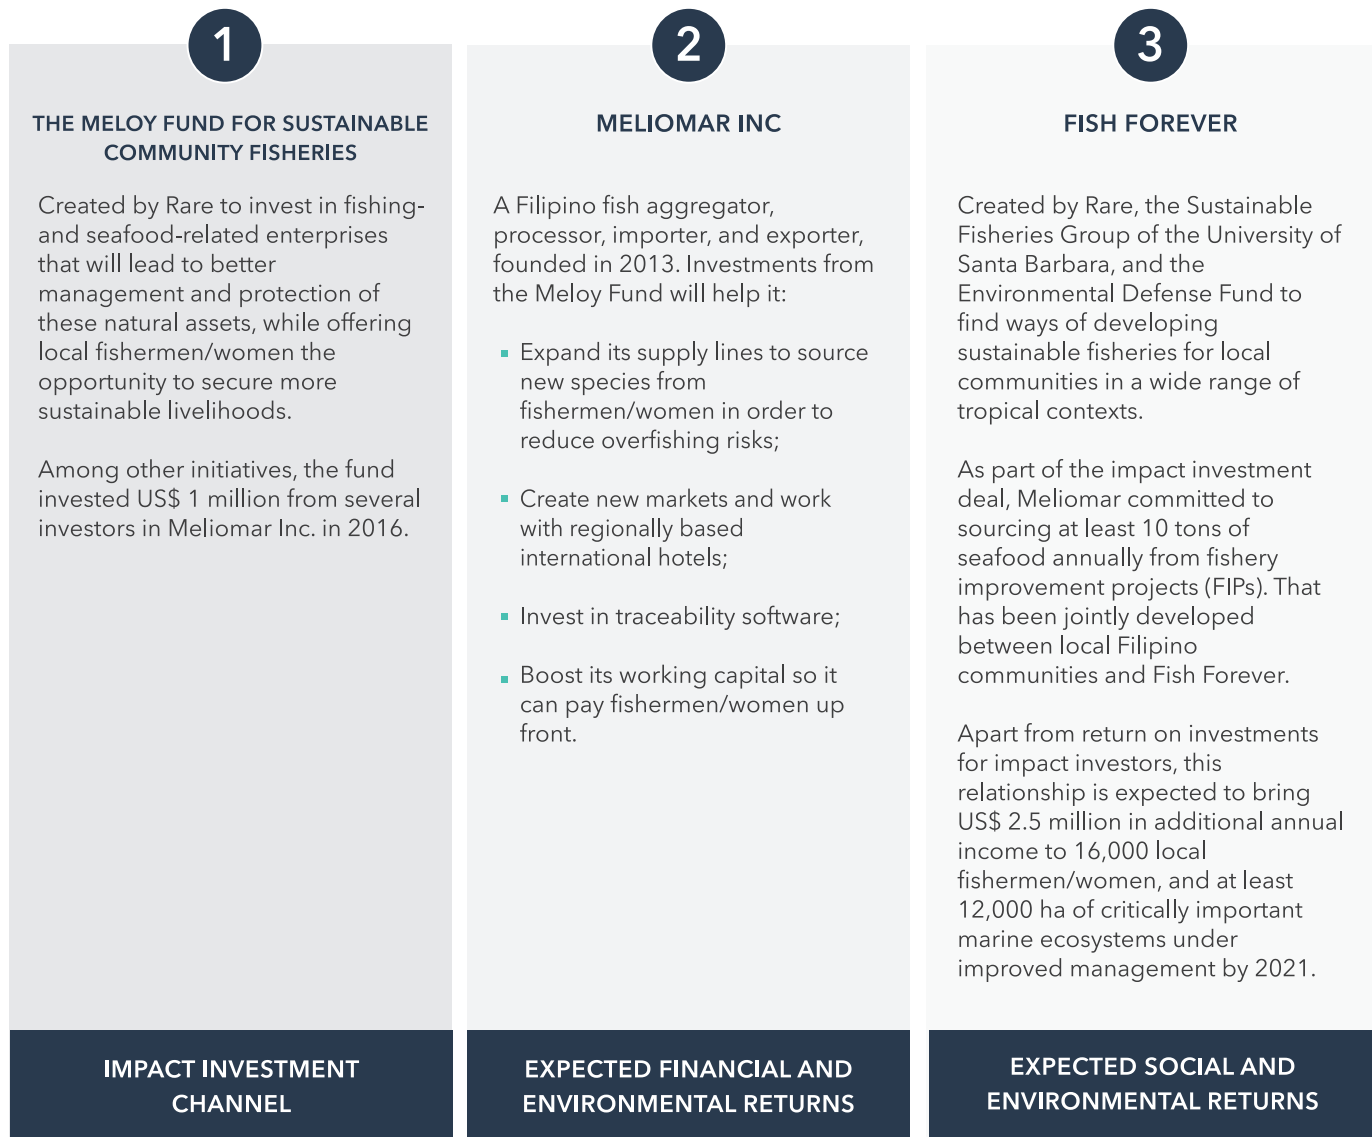 1
THE MELOY FUND FOR SUSTAINABLE
COMMUNITY FISHERIES
Created by Rare to invest in fishing-
and seafood-related enterprises
that will lead to better
management and protection of
these natural assets, while offering
local fishermen/women the
opportunity to secure more
sustainable livelihoods.
Among other initiatives, the fund
invested US$ 1 million from several
investors in Meliomar Inc. in 2016.
IMPACT INVESTMENT
CHANNEL
2
MELIOMAR INC
A Filipino fish aggregator,
processor, importer, and exporter,
founded in 2013. Investments from
the Meloy Fund will help it:
Expand its supply lines to source
new species from
fishermen/women in order to
reduce overfishing risks;
Create new markets and work
with regionally based
international hotels;
Invest in traceability software;
Boost its working capital so it
can pay fishermen/women up
front.
EXPECTED FINANCIAL AND
ENVIRONMENTAL RETURNS
3
FISH FOREVER
Created by Rare, the Sustainable
Fisheries Group of the University of
Santa Barbara, and the
Environmental Defense Fund to
find ways of developing
sustainable fisheries for local
communities in a wide range of
tropical contexts.
As part of the impact investment
deal, Meliomar committed to
sourcing at least 10 tons of
seafood annually from fishery
improvement projects (FIPs). That
has been jointly developed
between local Filipino
communities and Fish Forever.
Apart from return on investments
for impact investors, this
relationship is expected to bring
US$ 2.5 million in additional annual
income to 16,000 local
fishermen/women, and at least
12,000 ha of critically important
marine ecosystems under
improved management by 2021.
EXPECTED SOCIAL AND
ENVIRONMENTAL RETURNS